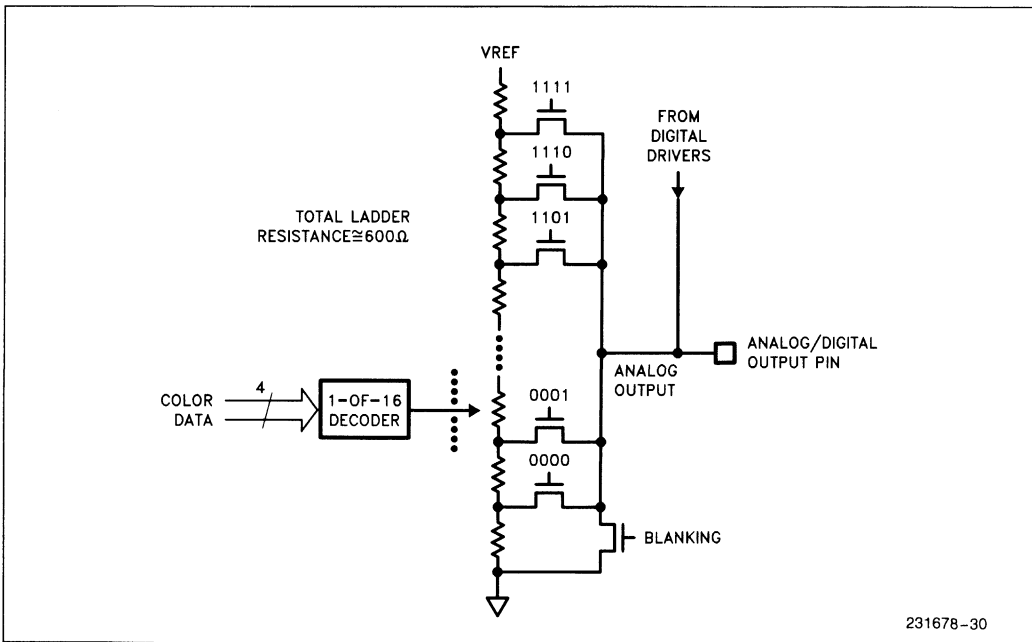 VREF
1111
1110
1101
FROM
DIGITAL
DRIVERS
TOTAL LADDER
RESISTANCE≅600Ω
ANALOG/DIGITAL
OUTPUT PIN
ANALOG
OUTPUT
4
COLOR
DATA
1-OF-16
DECODER
0001
0000
BLANKING
231678-30